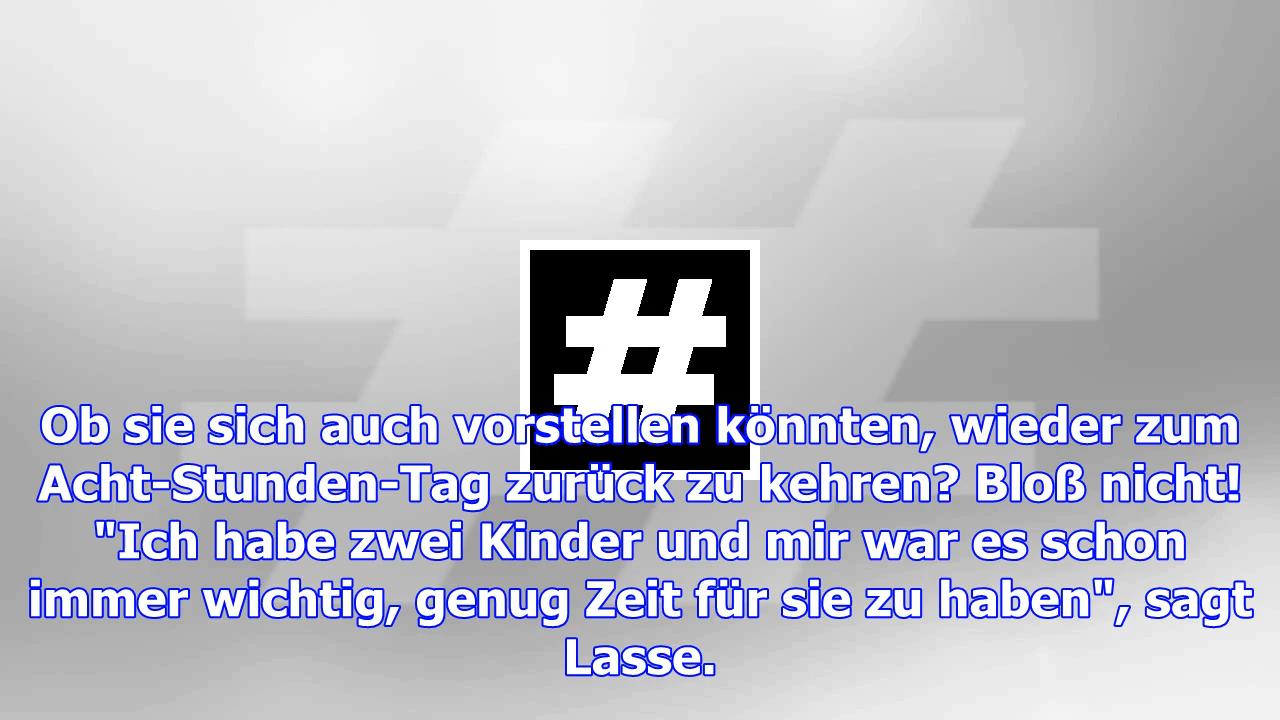 #
Ob sie sich auch vorstellen könnten, wieder zum
Acht-Stunden-Tag zurück zu kehren? Bloß nicht!
"Ich habe zwei Kinder und mir war es schon
immer wichtig, genug Zeit für sie zu haben", sagt
Lasse.